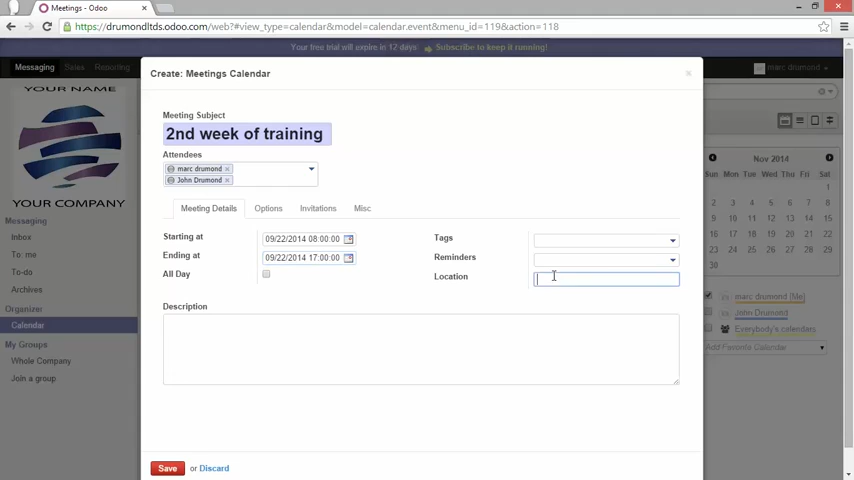 Meetings - Odoo
https://drumondltds.odoo.com/web?#view_type=calendar&model=calendar.event&menu_id=119&action=118
Your free trial will expire in 12 days. Subscribe to keep it running!
Messaging Sales Reporting
marc drumond
YOUR NAME
YOUR COMPANY
Messaging
Inbox
To: me
To-do
Archives
Organizer
Calendar
My Groups
Whole Company
Join a group
Create: Meetings Calendar
×
Meeting Subject
2nd week of training
Attendees
marc drumond ×
John Drumond ×
Meeting Details Options Invitations Misc
Starting at 09/22/2014 08:00:00
Ending at 09/22/2014 17:00:00
All Day
Tags
Reminders
Location
Description
Save or Discard
Nov 2014
Sun Mon Tue Wed Thu Fri Sat
1
2 3 4 5 6 7 8
9 10 11 12 13 14 15
16 17 18 19 20 21 22
23 24 25 26 27 28 29
30
marc drumond [Me]
John Drumond
Everybody's calendars
Add Favorite Calendar